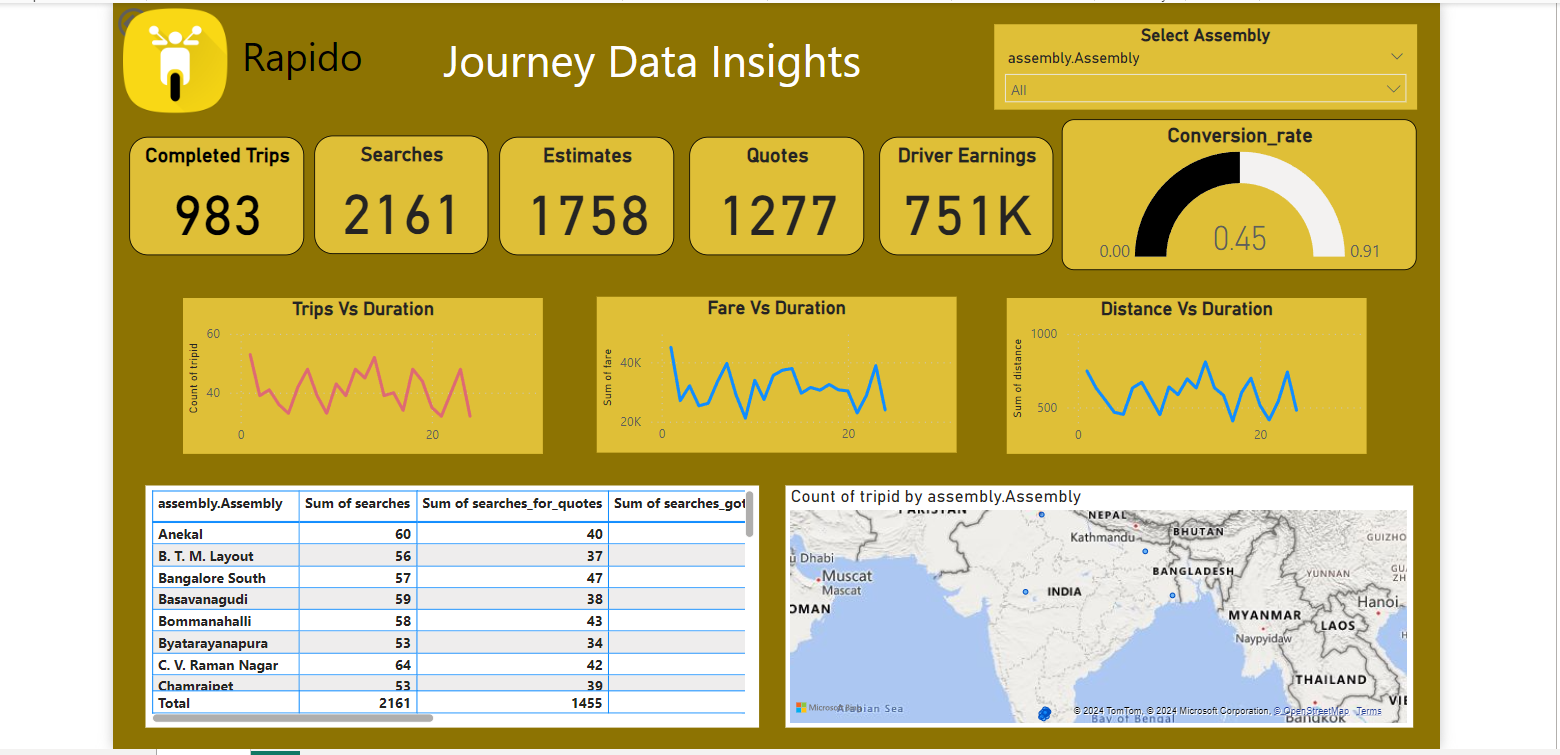 Rapido
Journey Data Insights
Select Assembly
assembly.Assembly
All
Completed Trips
983
Searches
2161
Estimates
1758
Quotes
1277
Driver Earnings
751K
Conversion_rate
0.45
0.00
0.91
Trips Vs Duration
Count of tripid
60
40
0
20
Fare Vs Duration
Sum of fare
40K
20K
0
20
Distance Vs Duration
Sum of distance
1000
500
0
20
assembly.Assembly Sum of searches Sum of searches_for_quotes Sum of searches_got
Anekal 60 40
B. T. M. Layout 56 37
Bangalore South 57 47
Basavanagudi 59 38
Bommanahalli 58 43
Byatarayanapura 53 34
C. V. Raman Nagar 64 42
Chamrajpet 53 39
Total 2161 1455
Count of tripid by assembly.Assembly
PAKISTAN
NEPAL
Kathmandu
BHUTAN
GUIZHO
u Dhabi
Muscat
Mascat
BANGLADESH
YUNNAN
GU
ZH
OMAN
INDIA
MYANMAR
Hanoi
LAOS
Naypyidaw
THAILAND
VIE
Arabian Sea
Bay of Bengal
Bangkok
© 2024 TomTom, © 2024 Microsoft Corporation, © OpenStreetMap Terms